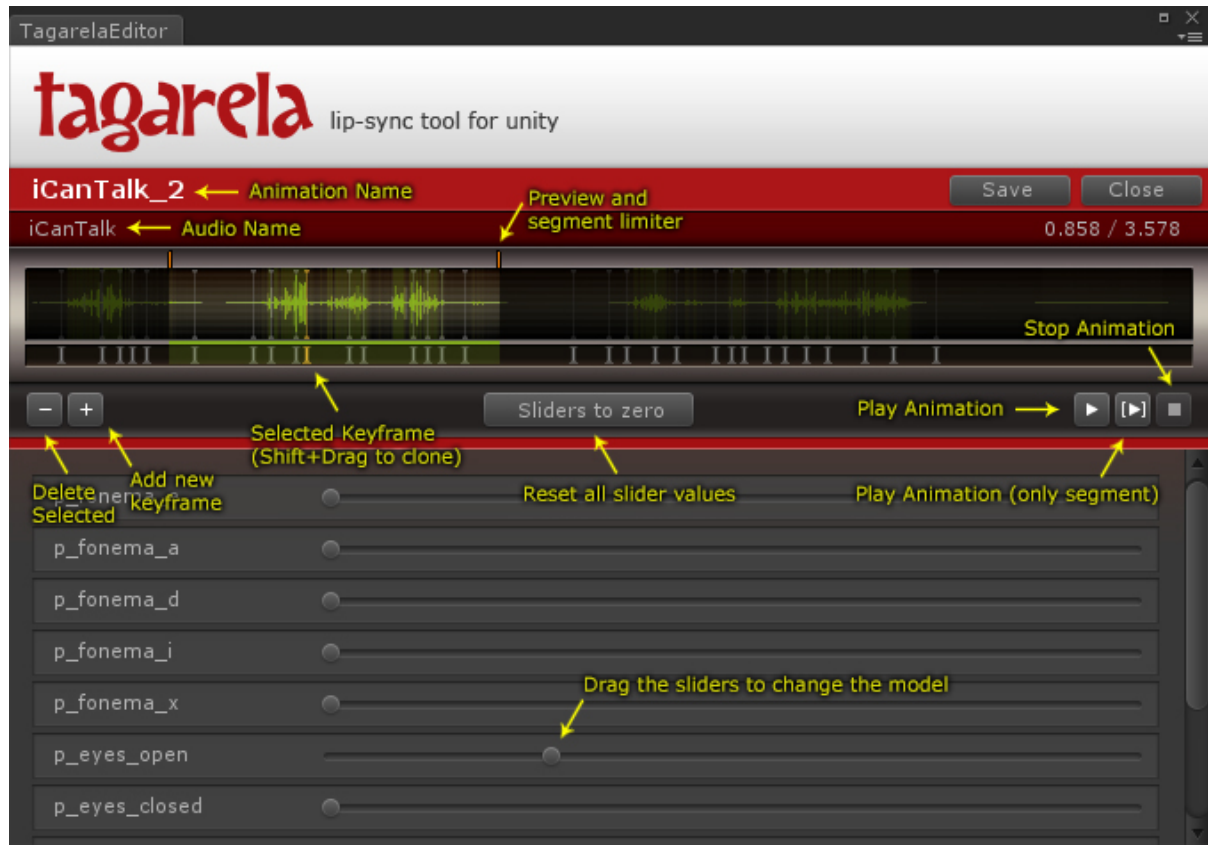 TagarelaEditor
tagarela lip-sync tool for unity
iCanTalk_2 Animation Name Save Close
Preview and
segment limiter
iCanTalk Audio Name 0.858 / 3.578
Stop Animation
- + Sliders to zero Play Animation
Selected Keyframe
(Shift+Drag to clone)
Delete
Selected
Add new
keyframe
Reset all slider values Play Animation (only segment)
p_fonema_a
p_fonema_d
p_fonema_i
Drag the sliders to change the model
p_fonema_x
p_eyes_open
p_eyes_closed